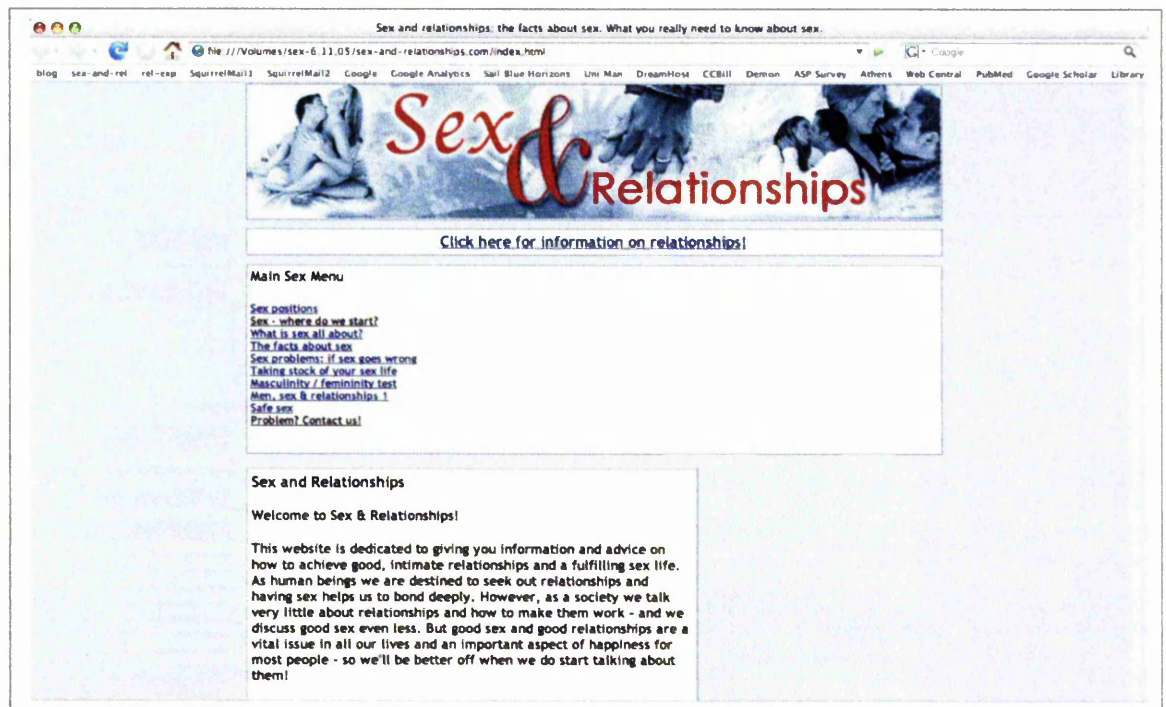 Sex and relationships; the facts about sex. What you really need to know about sex.
file:///Volumes/sex-6.11.05/sex-and-relationships.com/index.html
Google
blog sex-and-rel rel-exp SquirrelMail1 SquirrelMail2 Google Google Analytics Sail Blue Horizons Uni Man DreamHost CCBill Demon ASP Survey Athens Web Central PubMed Google Scholar Library
Sex
&
Relationships
Click here for information on relationships!
Main Sex Menu
Sex positions
Sex - where do we start?
What is sex all about?
The facts about sex
Sex problems: if sex goes wrong
Taking stock of your sex life
Masculinity / femininity test
Men, sex & relationships 1
Safe sex
Problem? Contact us!
Sex and Relationships
Welcome to Sex & Relationships!
This website is dedicated to giving you information and advice on
how to achieve good, intimate relationships and a fulfilling sex life.
As human beings we are destined to seek out relationships and
having sex helps us to bond deeply. However, as a society we talk
very little about relationships and how to make them work - and we
discuss good sex even less. But good sex and good relationships are a
vital issue in all our lives and an important aspect of happiness for
most people - so we'll be better off when we do start talking about
them!